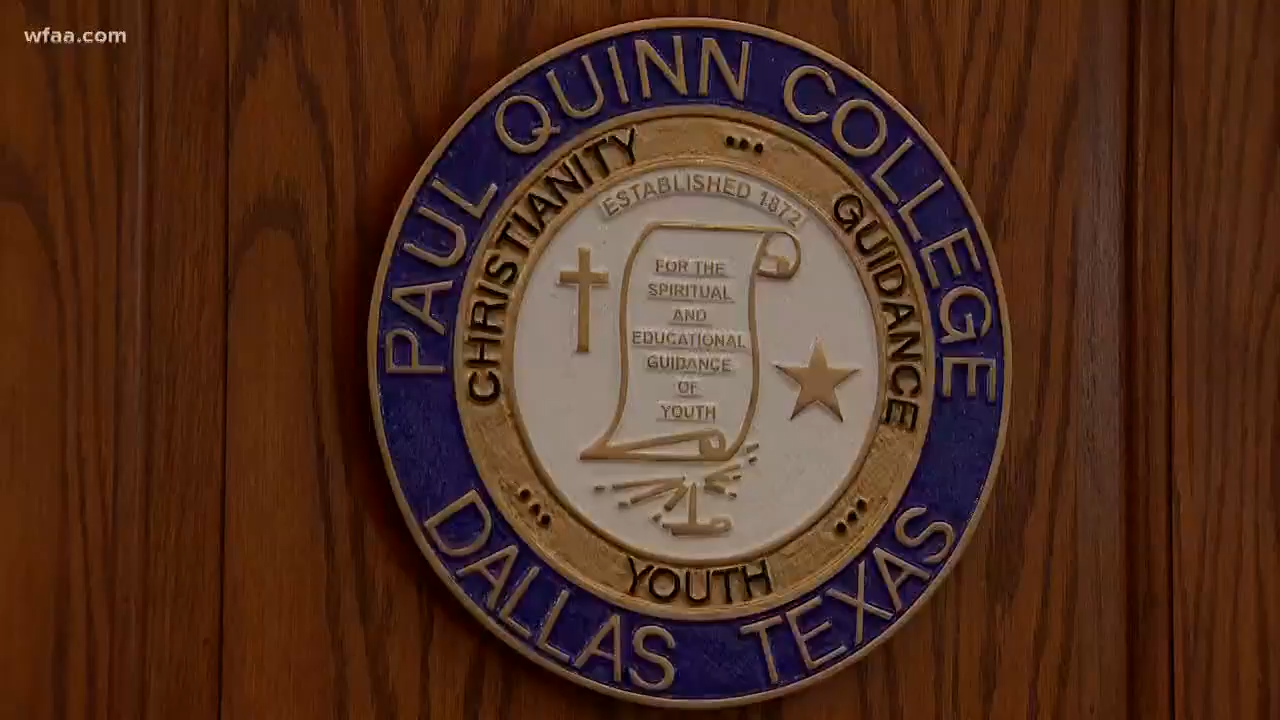 wfaa.com
PAUL QUINN COLLEGE
CHRISTIANITY
GUIDANCE
ESTABLISHED 1872
FOR THE
SPIRITUAL
AND
EDUCATIONAL
GUIDANCE
OF
YOUTH
YOUTH
DALLAS TEXAS